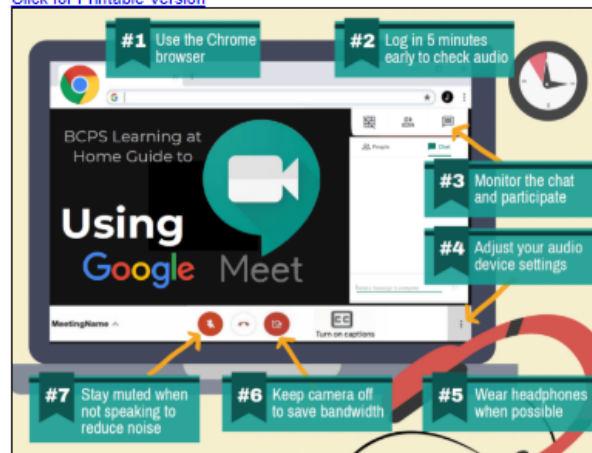 Click for Printable Version
#1 Use the Chrome
browser
#2 Log in 5 minutes
early to check audio
G
BCPS Learning at
Home Guide to
Using
Google Meet
People
Chat
#3 Monitor the chat
and participate
#4 Adjust your audio
device settings
MeetingName
CC
Turn on captions
#7 Stay muted when
not speaking to
reduce noise
#6 Keep camera off
to save bandwidth
#5 Wear headphones
when possible